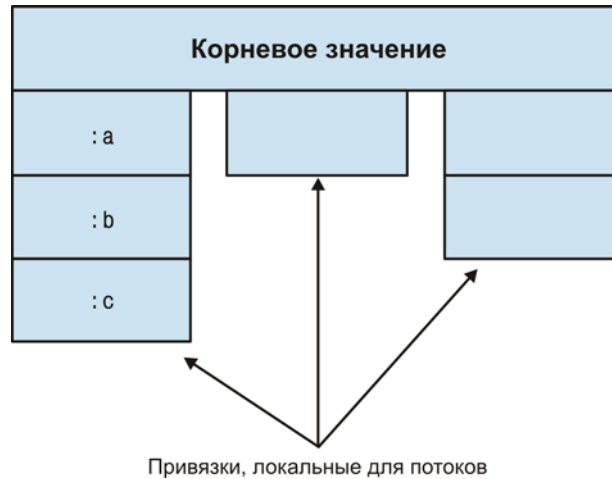 Корневое значение
:a
:b
:c
Привязки, локальные для потоков